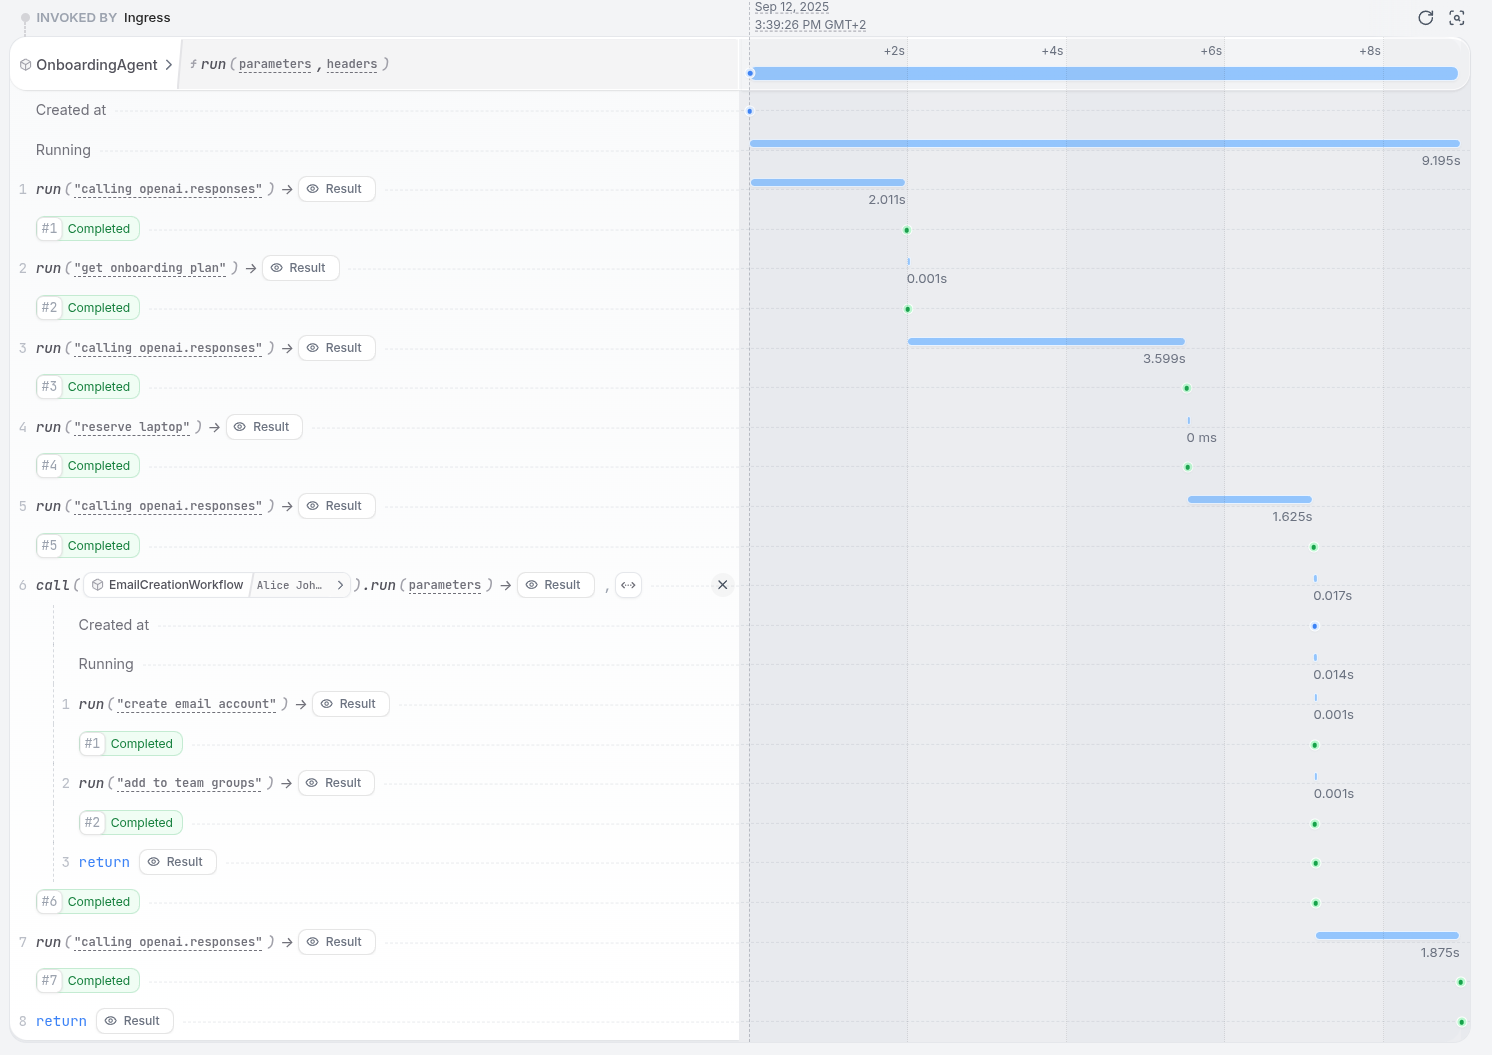 INVOKED BY Ingress
Sep 12, 2025
3:39:26 PM GMT+2
OnboardingAgent
f run ( parameters , headers )
+2s +4s +6s +8s
Created at
Running
9.195s
1 run ( "calling openai.responses" ) → Result
2.011s
#1 Completed
2 run ( "get onboarding plan" ) → Result
0.001s
#2 Completed
3 run ( "calling openai.responses" ) → Result
3.599s
#3 Completed
4 run ( "reserve laptop" ) → Result
0 ms
#4 Completed
5 run ( "calling openai.responses" ) → Result
1.625s
#5 Completed
6 call ( EmailCreationWorkflow Alice Joh… ) .run ( parameters ) → Result ,
0.017s
Created at
Running
0.014s
1 run ( "create email account" ) → Result
0.001s
#1 Completed
2 run ( "add to team groups" ) → Result
0.001s
#2 Completed
3 return Result
#6 Completed
7 run ( "calling openai.responses" ) → Result
1.875s
#7 Completed
8 return Result